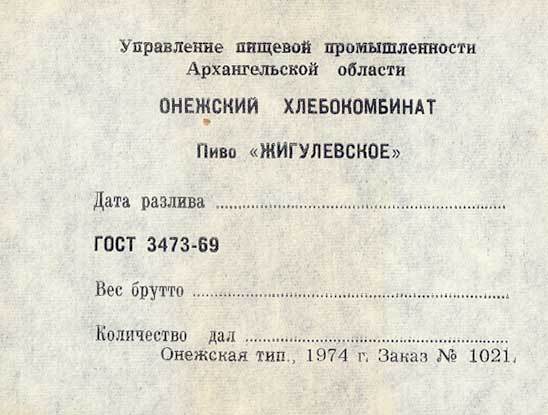 Управление пищевой промышленности
Архангельской области
ОНЕЖСКИЙ ХЛЕБОКОМБИНАТ
Пиво «ЖИГУЛЕВСКОЕ»
Дата разлива
ГОСТ 3473-69
Вес брутто
Количество дал
Онежская тип., 1974 г. Заказ № 1021.